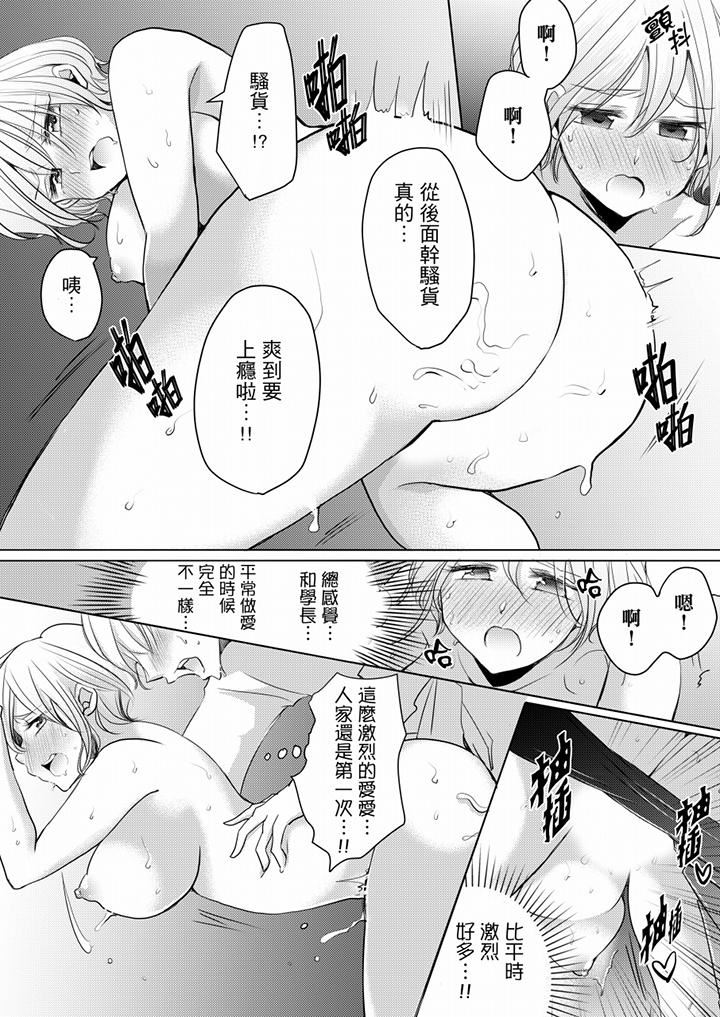 顫抖
啊！
啊！
啪啪
騷貨…!?
從後面幹騷貨
真的…
爽到要
上癮啦…!!
咦…
啪啪
啪啪
嗯！
啊！
總感覺…
和學長…
平常做愛
的時候
完全
不一樣…
這麼激烈的愛愛…
人家還是第一次…!!
抽插
抽插
抽插
比平時
激烈
好多…!!